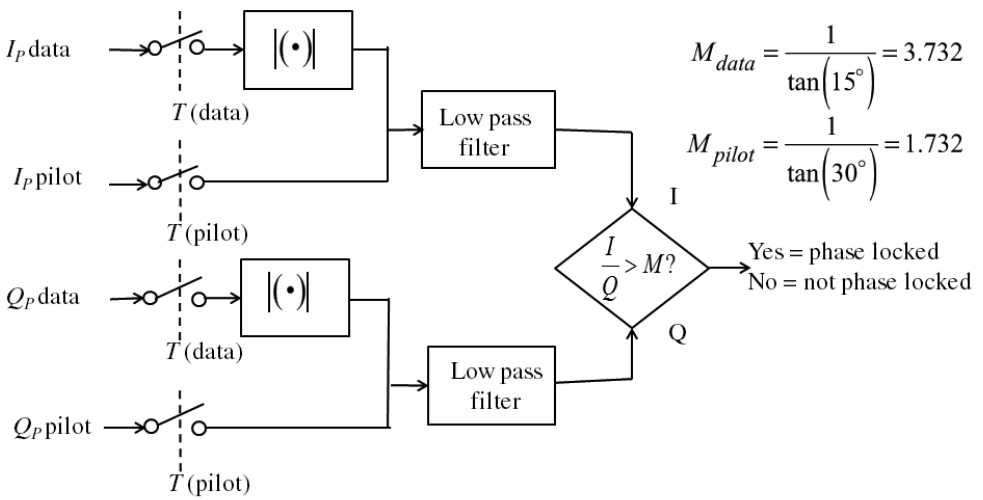 I_P data
|(•)|
T (data)
I_P pilot
T (pilot)
Low pass
filter
Q_P data
|(•)|
T (data)
Q_P pilot
T (pilot)
Low pass
filter
I
I/Q > M?
Q
Yes = phase locked
No = not phase locked
M_data = 1/tan(15°) = 3.732
M_pilot = 1/tan(30°) = 1.732